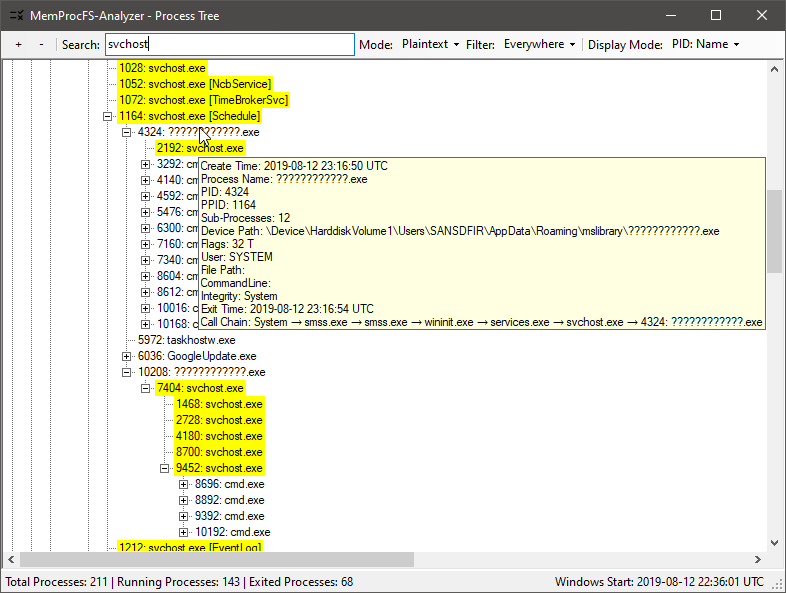 MemProcFS-Analyzer - Process Tree
+ - Search: svchost Mode: Plaintext Filter: Everywhere Display Mode: PID: Name
1028: svchost.exe
1052: svchost.exe [NcbService]
1072: svchost.exe [TimeBrokerSvc]
1164: svchost.exe [Schedule]
4324: ????????????.exe
2192: svchost.exe
3292: cm
4140: cm
4592: cm
5476: cm
6300: cm
7160: cm
7340: cm
8604: cm
8612: cm
10016: c
10168: c
Create Time: 2019-08-12 23:16:50 UTC
Process Name: ????????????.exe
PID: 4324
PPID: 1164
Sub-Processes: 12
Device Path: \Device\HarddiskVolume1\Users\SANSDFIR\AppData\Roaming\mslibrary\????????????.exe
Flags: 32 T
User: SYSTEM
File Path:
CommandLine:
Integrity: System
Exit Time: 2019-08-12 23:16:54 UTC
Call Chain: System → smss.exe → smss.exe → wininit.exe → services.exe → svchost.exe → 4324: ????????????.exe
5972: taskhostw.exe
6036: GoogleUpdate.exe
10208: ????????????.exe
7404: svchost.exe
1468: svchost.exe
2728: svchost.exe
4180: svchost.exe
8700: svchost.exe
9452: svchost.exe
8696: cmd.exe
8892: cmd.exe
9392: cmd.exe
10192: cmd.exe
1212: svchost.exe [EventLog]
Total Processes: 211 | Running Processes: 143 | Exited Processes: 68
Windows Start: 2019-08-12 22:36:01 UTC